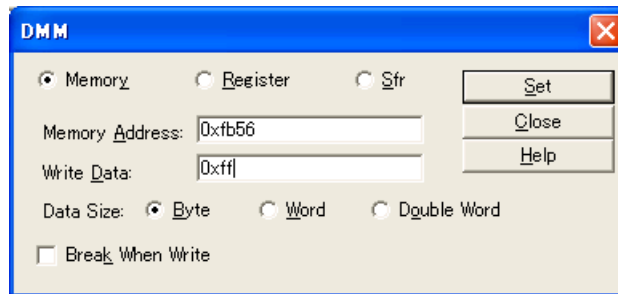 DMM
Memory Register Sfr
Set
Memory Address: 0xfb56
Close
Write Data: 0xff
Help
Data Size: Byte Word Double Word
Break When Write